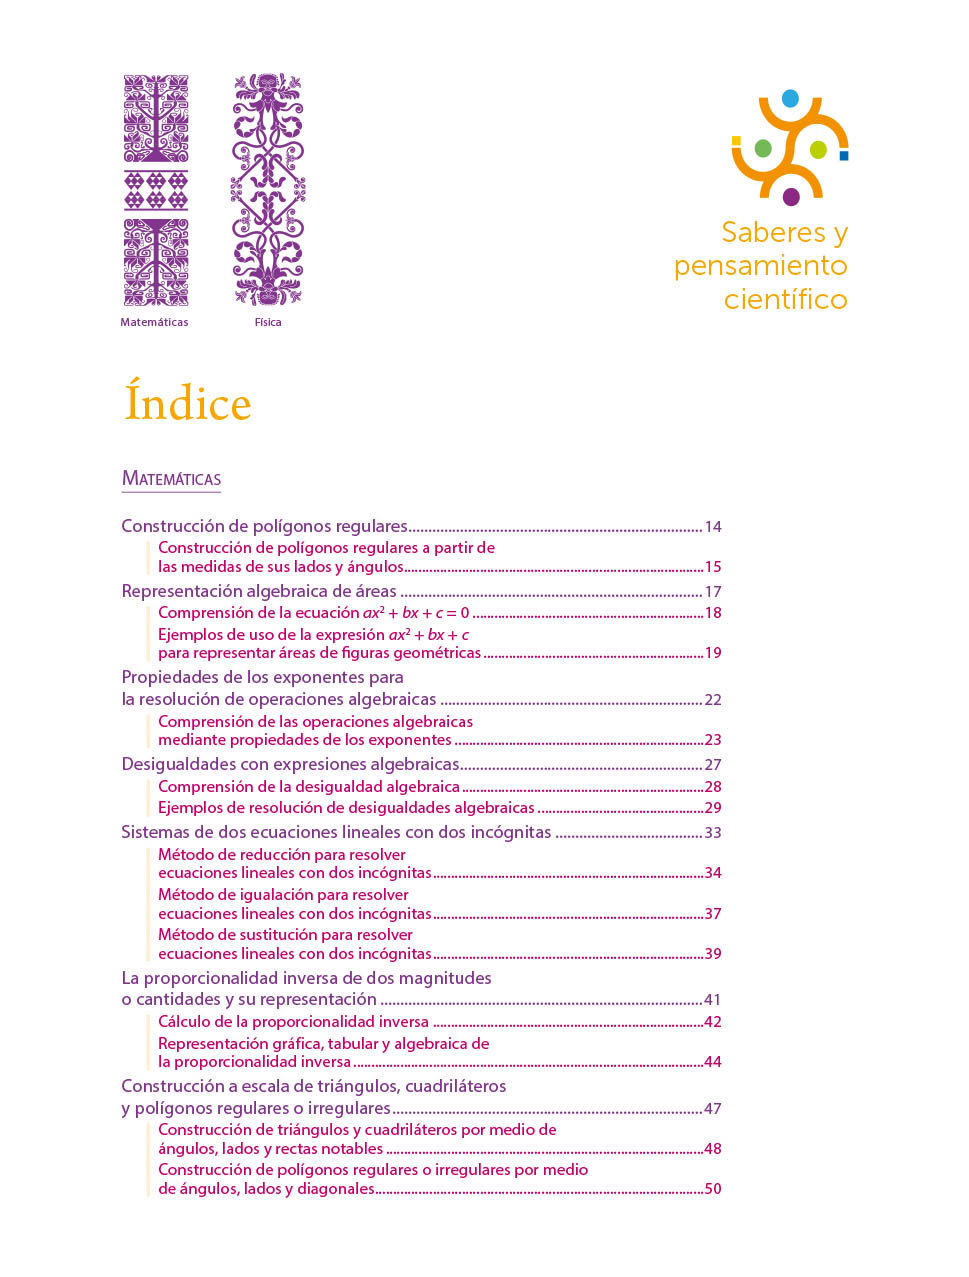 Matemáticas
Física
Saberes y
pensamiento
científico
Índice
Matemáticas
Construcción de polígonos regulares.......................................................................... 14
Construcción de polígonos regulares a partir de
las medidas de sus lados y ángulos.......................................................................... 15
Representación algebraica de áreas .......................................................................... 17
Comprensión de la ecuación ax² + bx + c = 0 .......................................................... 18
Ejemplos de uso de la expresión ax² + bx + c
para representar áreas de figuras geométricas ....................................................... 19
Propiedades de los exponentes para
la resolución de operaciones algebraicas ................................................................. 22
Comprensión de las operaciones algebraicas
mediante propiedades de los exponentes .............................................................. 23
Desigualdades con expresiones algebraicas............................................................. 27
Comprensión de la desigualdad algebraica ............................................................ 28
Ejemplos de resolución de desigualdades algebraicas .......................................... 29
Sistemas de dos ecuaciones lineales con dos incógnitas ..................................... 33
Método de reducción para resolver
ecuaciones lineales con dos incógnitas................................................................... 34
Método de igualación para resolver
ecuaciones lineales con dos incógnitas................................................................... 37
Método de sustitución para resolver
ecuaciones lineales con dos incógnitas................................................................... 39
La proporcionalidad inversa de dos magnitudes
o cantidades y su representación ................................................................................ 41
Cálculo de la proporcionalidad inversa ................................................................... 42
Representación gráfica, tabular y algebraica de
la proporcionalidad inversa ...................................................................................... 44
Construcción a escala de triángulos, cuadriláteros
y polígonos regulares o irregulares.............................................................................. 47
Construcción de triángulos y cuadriláteros por medio de
ángulos, lados y rectas notables .............................................................................. 48
Construcción de polígonos regulares o irregulares por medio
de ángulos, lados y diagonales................................................................................. 50